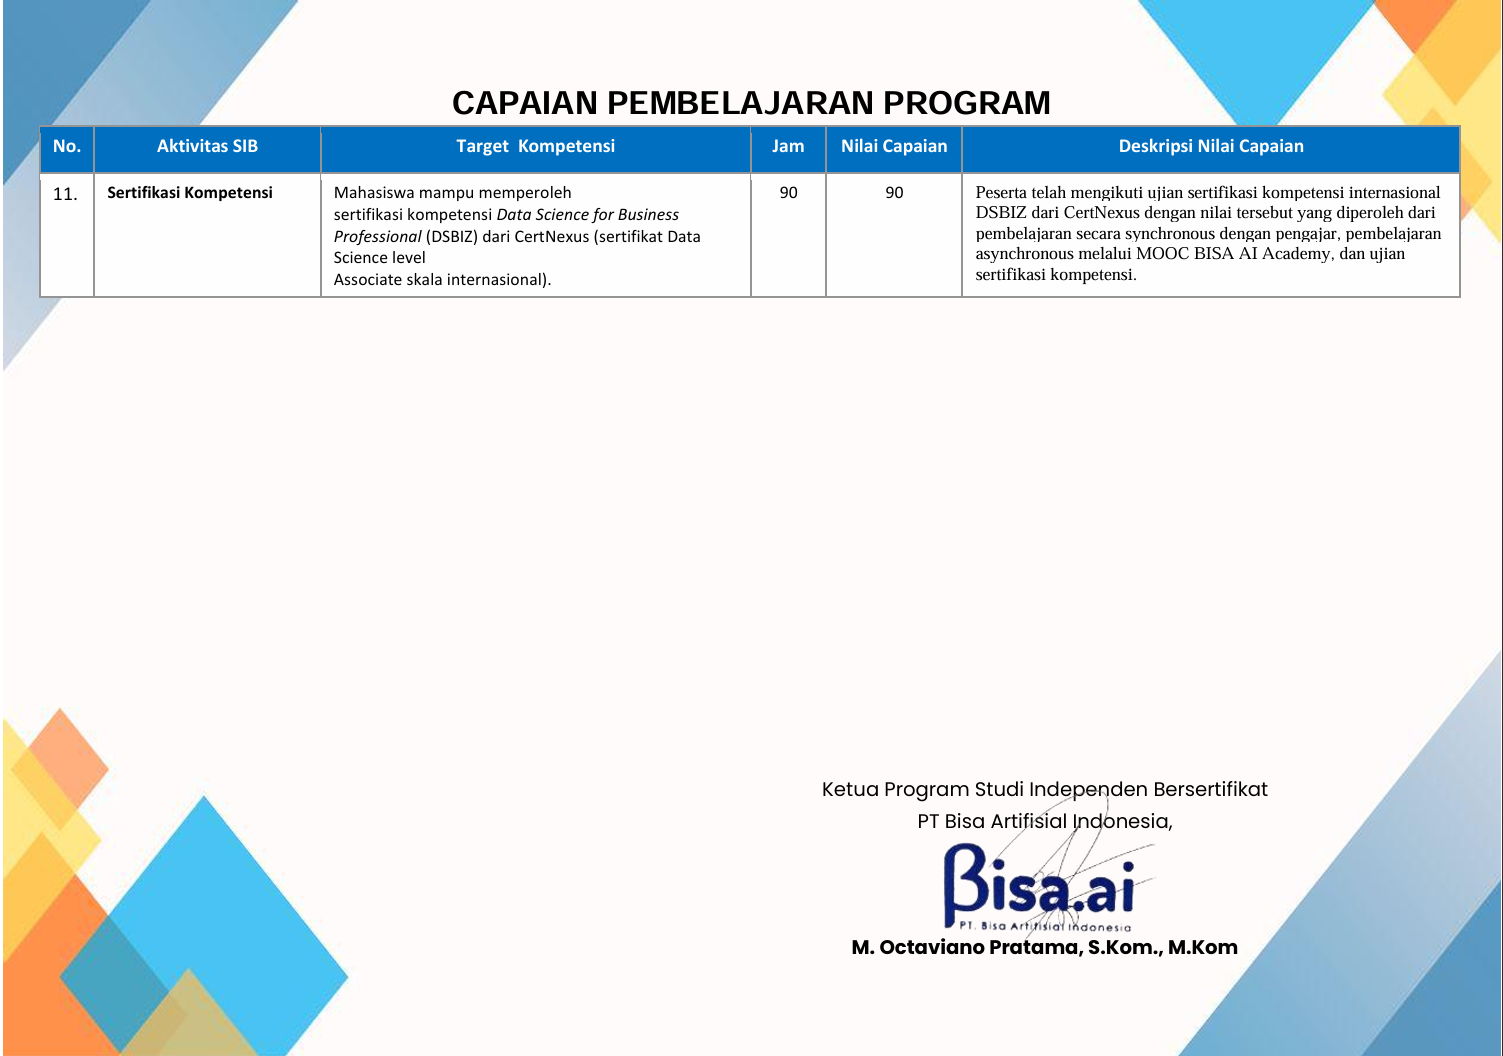 CAPAIAN PEMBELAJARAN PROGRAM
No. Aktivitas SIB Target  Kompetensi Jam Nilai Capaian Deskripsi Nilai Capaian
11. Sertifikasi Kompetensi
Mahasiswa mampu memperoleh
sertifikasi kompetensi Data Science for Business
Professional (DSBIZ) dari CertNexus (sertifikat Data
Science level
Associate skala internasional).
90
90
Peserta telah mengikuti ujian sertifikasi kompetensi internasional
DSBIZ dari CertNexus dengan nilai tersebut yang diperoleh dari
pembelajaran secara synchronous dengan pengajar, pembelajaran
asynchronous melalui MOOC BISA AI Academy, dan ujian
sertifikasi kompetensi.
Ketua Program Studi Independen Bersertifikat
PT Bisa Artifisial Indonesia,
Bisa.ai
PT. Bisa Artifisial Indonesia
M. Octaviano Pratama, S.Kom., M.Kom